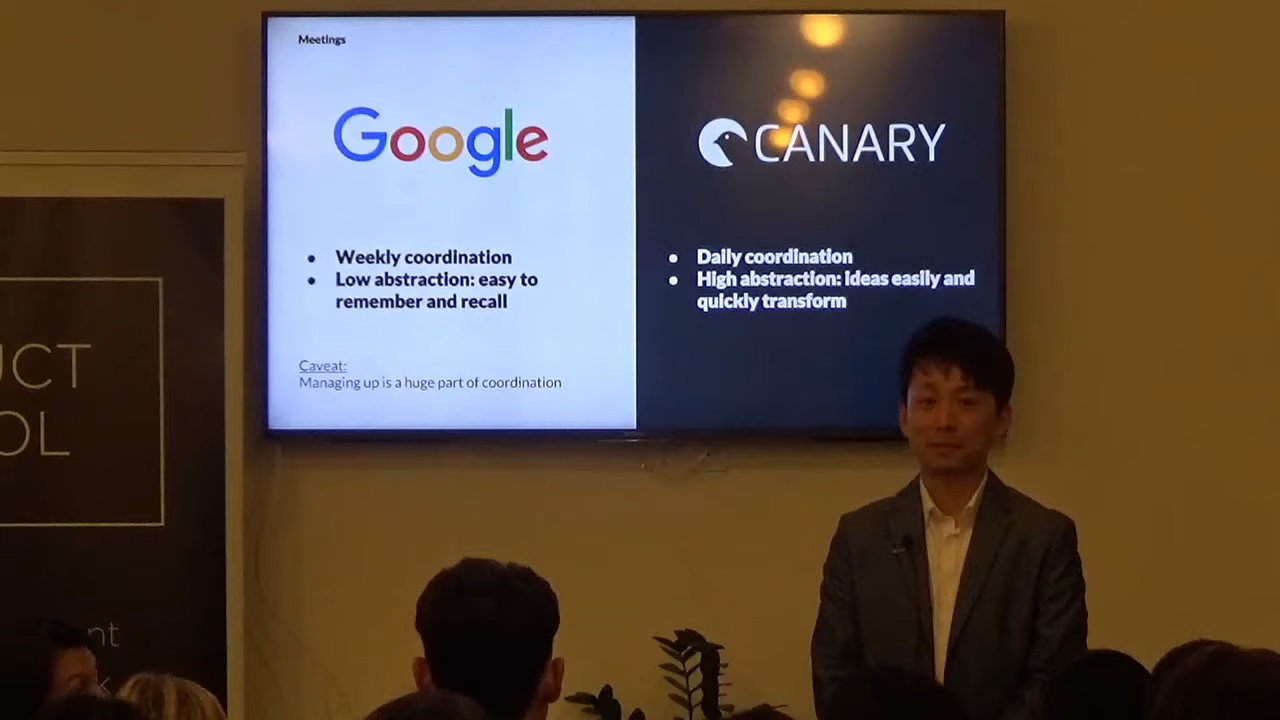 Meetings
Google
• Weekly coordination
• Low abstraction: easy to
remember and recall
Caveat:
Managing up is a huge part of coordination
CANARY
• Daily coordination
• High abstraction: ideas easily and
quickly transform
UCT
OL
nt
k